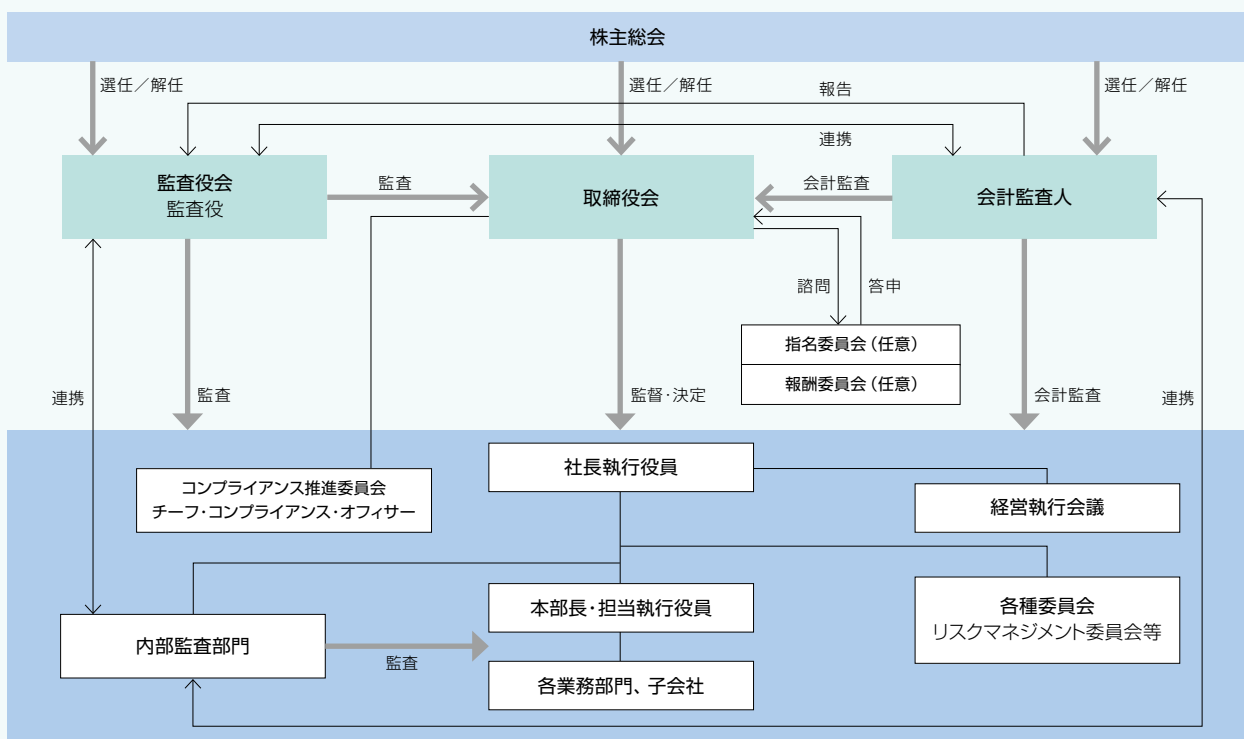 株主総会
選任／解任
選任／解任
選任／解任
報告
連携
監査役会
監査役
監査
取締役会
会計監査
会計監査人
諮問
答申
指名委員会（任意）
報酬委員会（任意）
連携
監査
監督・決定
会計監査
連携
社長執行役員
コンプライアンス推進委員会
チーフ・コンプライアンス・オフィサー
経営執行会議
本部長・担当執行役員
各種委員会
リスクマネジメント委員会等
内部監査部門
監査
各業務部門、子会社